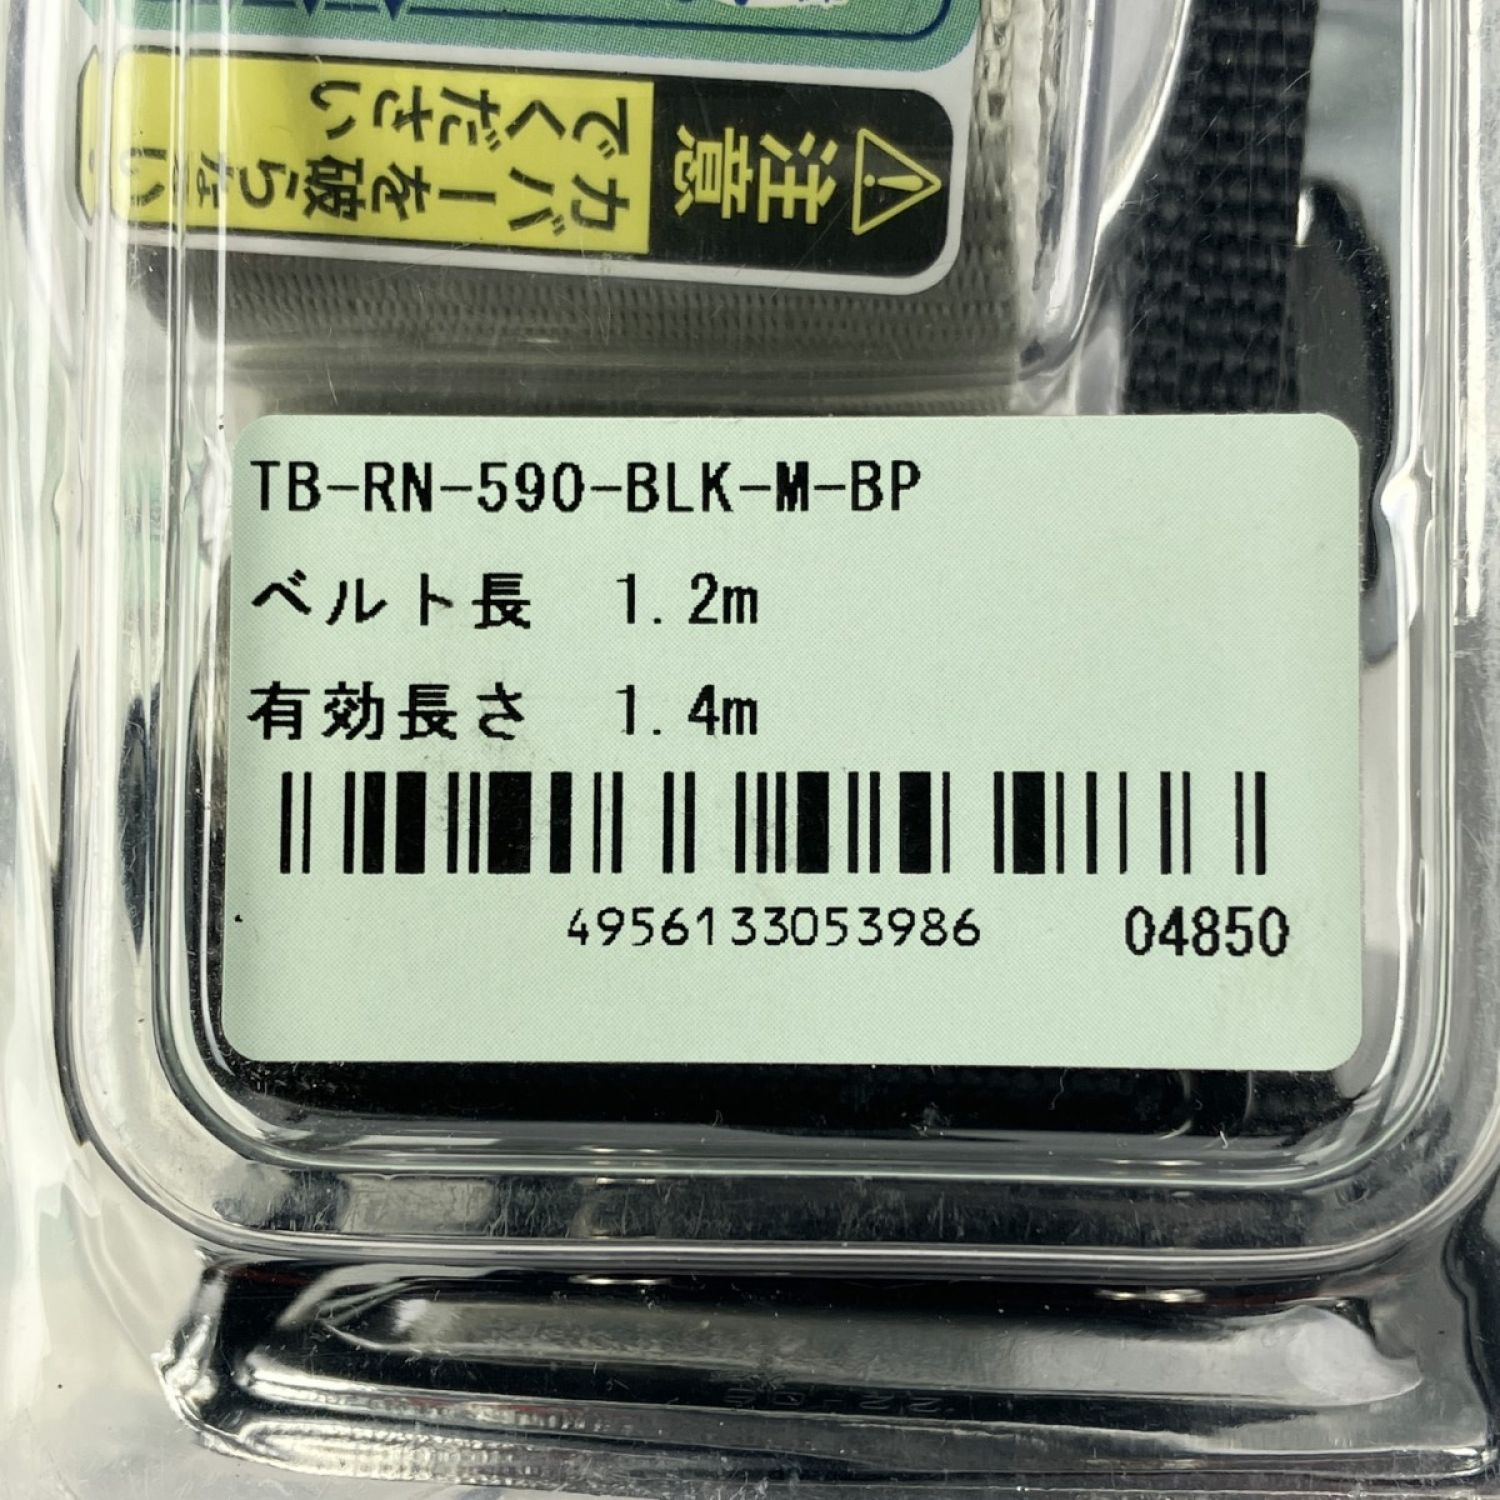 注意
カバーを破らない
でください
TB-RN-590-BLK-M-BP
ベルト長 1.2m
有効長さ 1.4m
4956133053986 04850